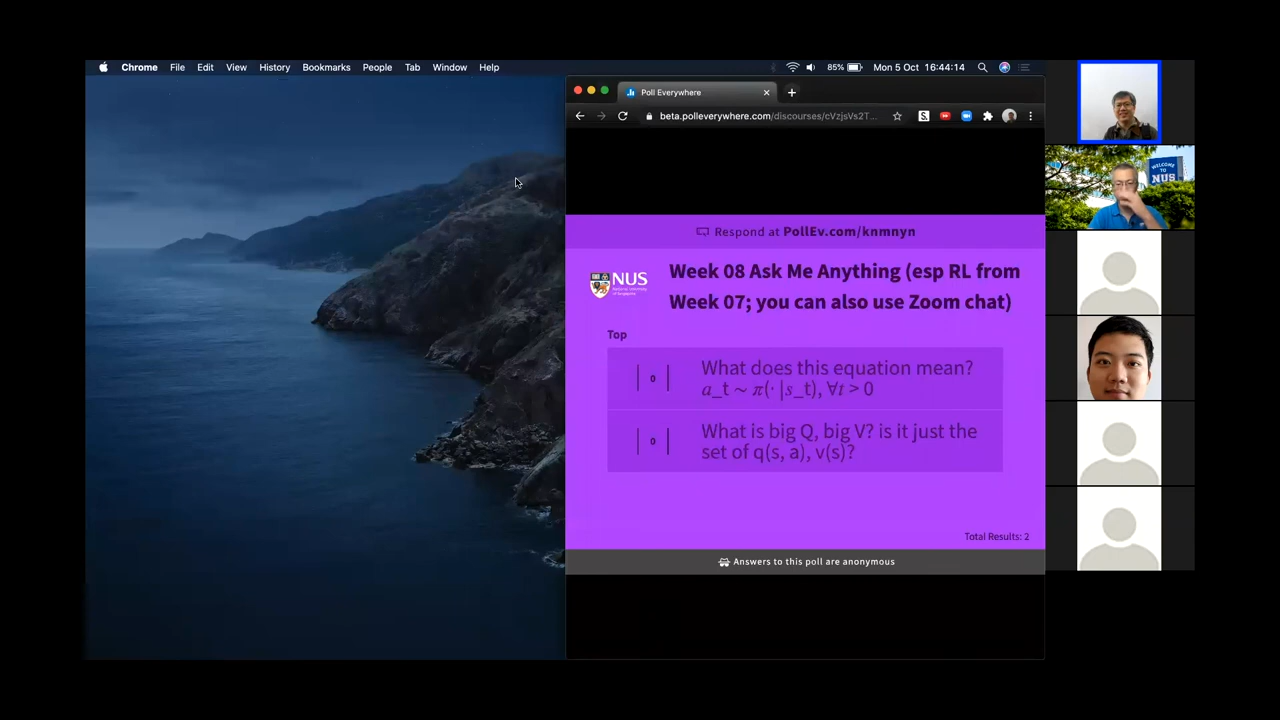 Chrome File Edit View History Bookmarks People Tab Window Help
85% Mon 5 Oct 16:44:14
Poll Everywhere
beta.polleverywhere.com/discourses/cVzjsVs2T...
Respond at PollEv.com/knmnyn
NUS
National University
of Singapore
Week 08 Ask Me Anything (esp RL from
Week 07; you can also use Zoom chat)
Top
0
What does this equation mean?
𝑎_t ~ 𝜋(· |s_t), ∀𝑡 > 0
0
What is big Q, big V? is it just the
set of q(s, a), v(s)?
Total Results: 2
Answers to this poll are anonymous
WELCOME
TO
NUS